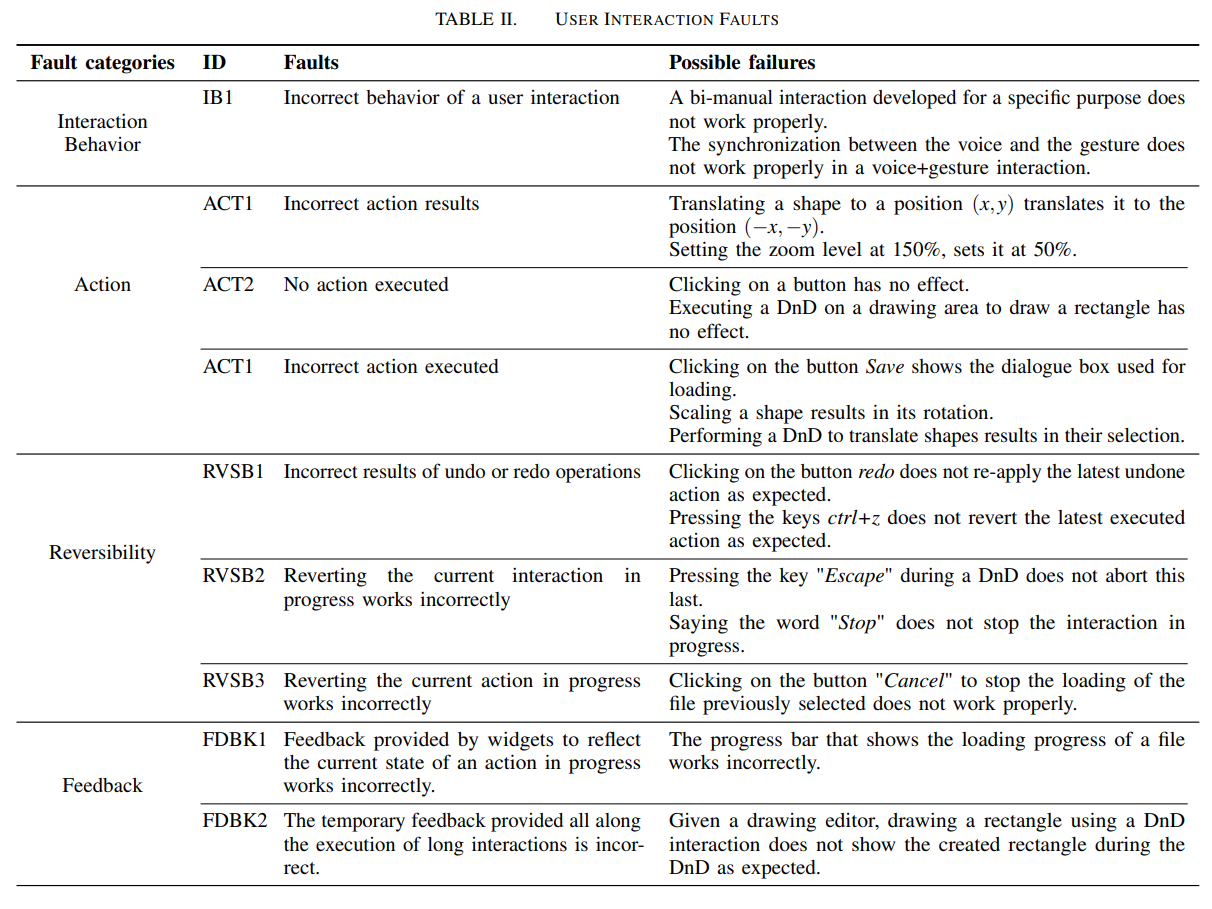 TABLE II. USER INTERACTION FAULTS
Fault categories ID Faults Possible failures
Interaction Behavior
IB1 Incorrect behavior of a user interaction
A bi-manual interaction developed for a specific purpose does
not work properly.
The synchronization between the voice and the gesture does
not work properly in a voice+gesture interaction.
Action
ACT1 Incorrect action results
Translating a shape to a position (x,y) translates it to the
position (−x,−y).
Setting the zoom level at 150%, sets it at 50%.
ACT2 No action executed
Clicking on a button has no effect.
Executing a DnD on a drawing area to draw a rectangle has
no effect.
ACT1 Incorrect action executed
Clicking on the button Save shows the dialogue box used for
loading.
Scaling a shape results in its rotation.
Performing a DnD to translate shapes results in their selection.
Reversibility
RVSB1 Incorrect results of undo or redo operations
Clicking on the button redo does not re-apply the latest undone
action as expected.
Pressing the keys ctrl+z does not revert the latest executed
action as expected.
RVSB2 Reverting the current interaction in
progress works incorrectly
Pressing the key "Escape" during a DnD does not abort this
last.
Saying the word "Stop" does not stop the interaction in
progress.
RVSB3 Reverting the current action in progress
works incorrectly
Clicking on the button "Cancel" to stop the loading of the
file previously selected does not work properly.
Feedback
FDBK1 Feedback provided by widgets to reflect
the current state of an action in progress
works incorrectly.
The progress bar that shows the loading progress of a file
works incorrectly.
FDBK2 The temporary feedback provided all along
the execution of long interactions is incor-
rect.
Given a drawing editor, drawing a rectangle using a DnD
interaction does not show the created rectangle during the
DnD as expected.